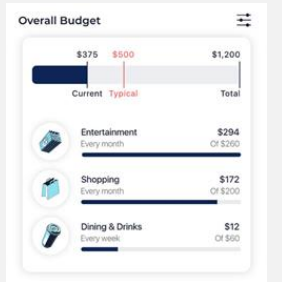 Overall Budget
$375 $500 $1,200
Current Typical Total
Entertainment $294
Every month Of $260
Shopping $172
Every month Of $200
Dining & Drinks $12
Every week Of $60